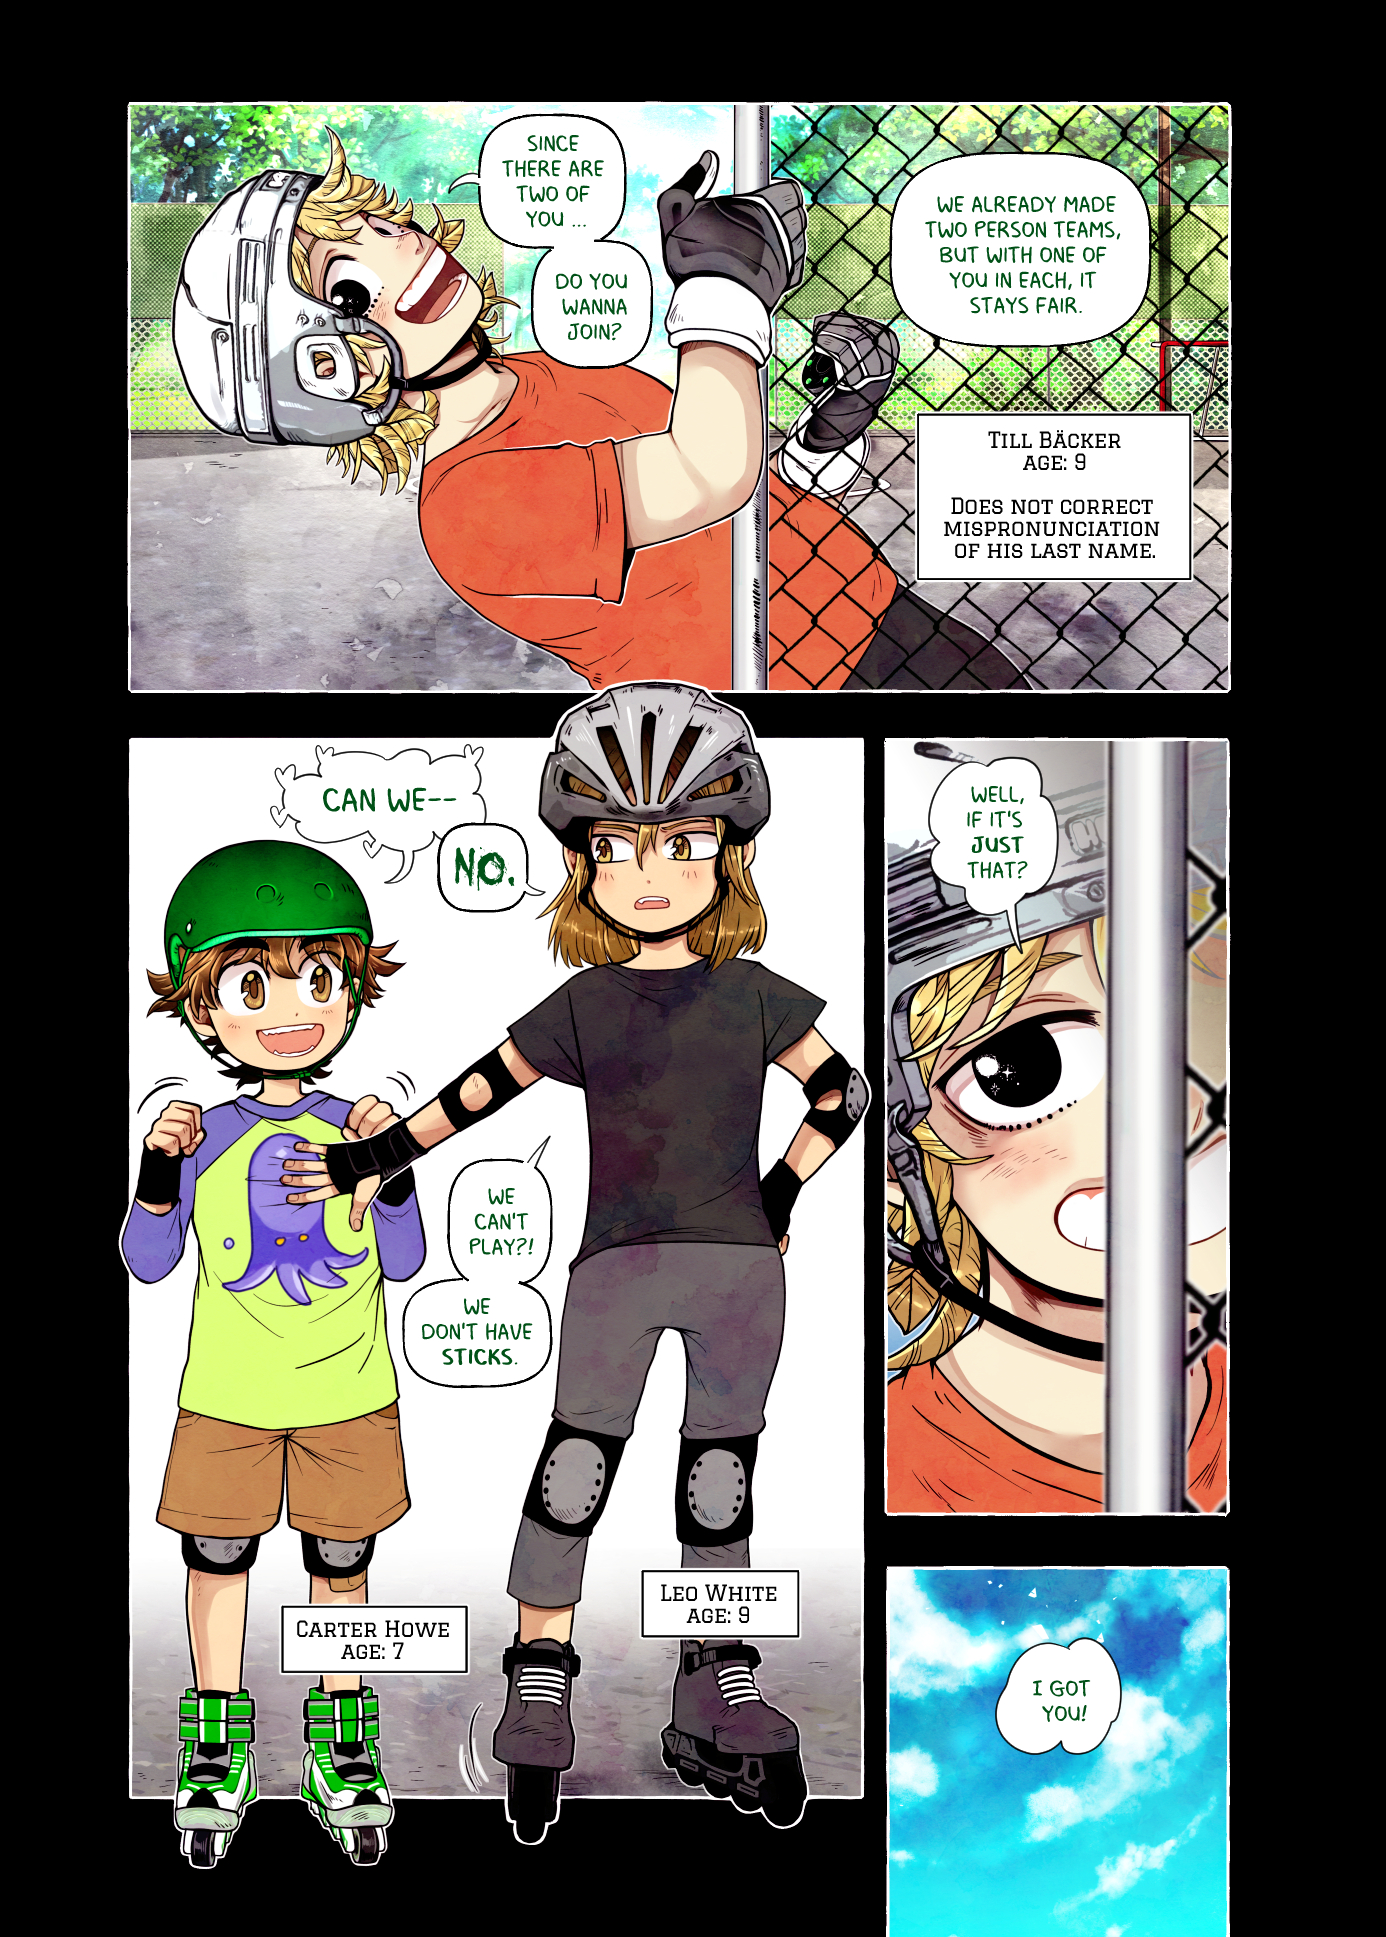 SINCE
THERE ARE
TWO OF
YOU ...
DO YOU
WANNA
JOIN?
WE ALREADY MADE
TWO PERSON TEAMS,
BUT WITH ONE OF
YOU IN EACH, IT
STAYS FAIR.
TILL BÄCKER
AGE: 9
DOES NOT CORRECT
MISPRONUNCIATION
OF HIS LAST NAME.
CAN WE--
NO.
WE
CAN'T
PLAY?!
WE
DON'T HAVE
STICKS.
CARTER HOWE
AGE: 7
LEO WHITE
AGE: 9
WELL,
IF IT'S
JUST
THAT?
I GOT
YOU!